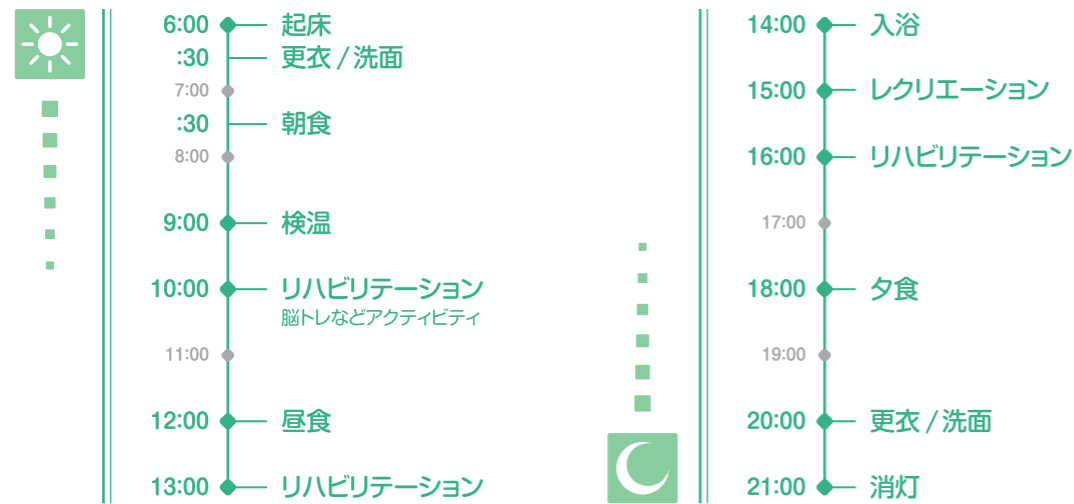 6:00 起床
:30 更衣 / 洗面
7:00
:30 朝食
8:00
9:00 検温
10:00 リハビリテーション
脳トレなどアクティビティ
11:00
12:00 昼食
13:00 リハビリテーション
14:00 入浴
15:00 レクリエーション
16:00 リハビリテーション
17:00
18:00 夕食
19:00
20:00 更衣 / 洗面
21:00 消灯